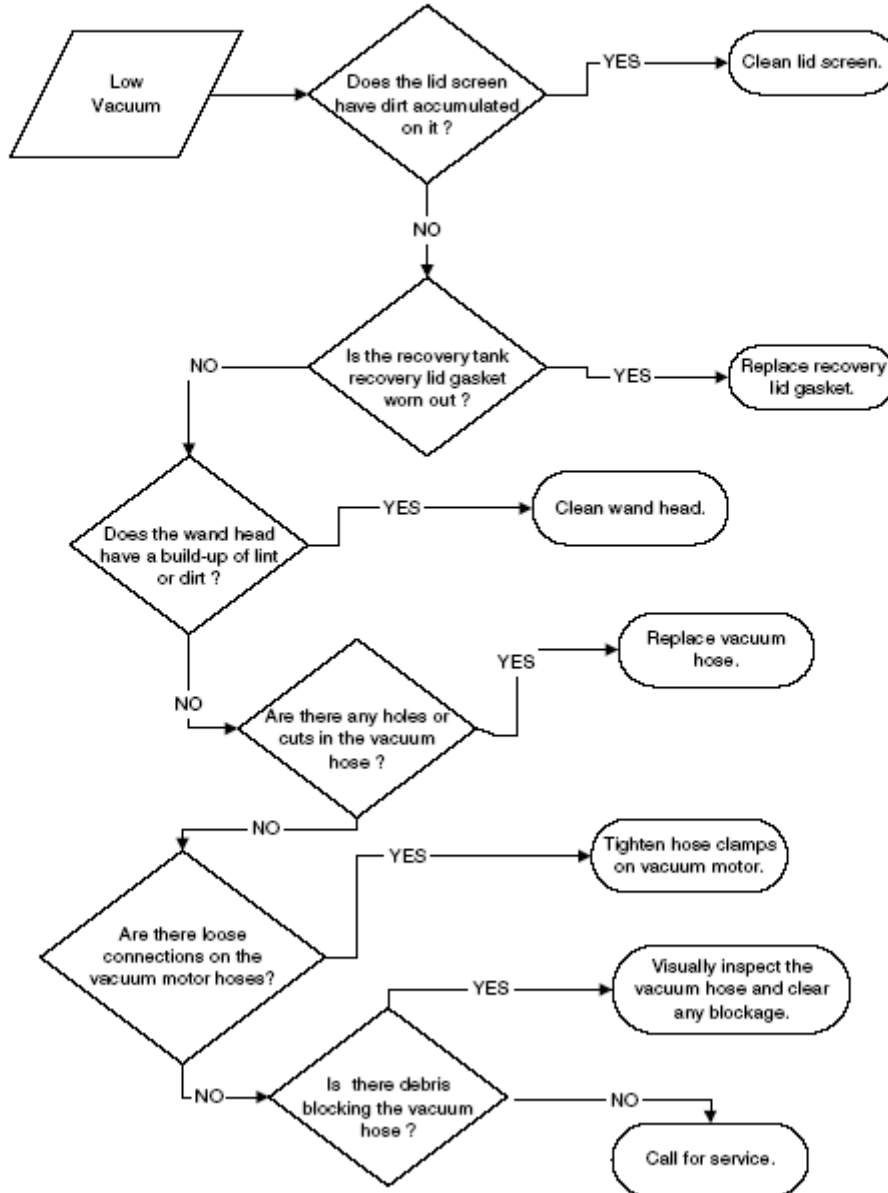 Low
Vacuum
Does the lid screen
have dirt accumulated
on it ?
YES
Clean lid screen.
NO
Is the recovery tank
recovery lid gasket
worn out ?
NO
YES
Replace recovery
lid gasket.
Does the wand head
have a build-up of lint
or dirt ?
YES
Clean wand head.
NO
Are there any holes or
cuts in the vacuum
hose ?
YES
Replace vacuum
hose.
NO
Are there loose
connections on the
vacuum motor hoses?
YES
Tighten hose clamps
on vacuum motor.
NO
Is there debris
blocking the vacuum
hose ?
YES
Visually inspect the
vacuum hose and clear
any blockage.
NO
Call for service.